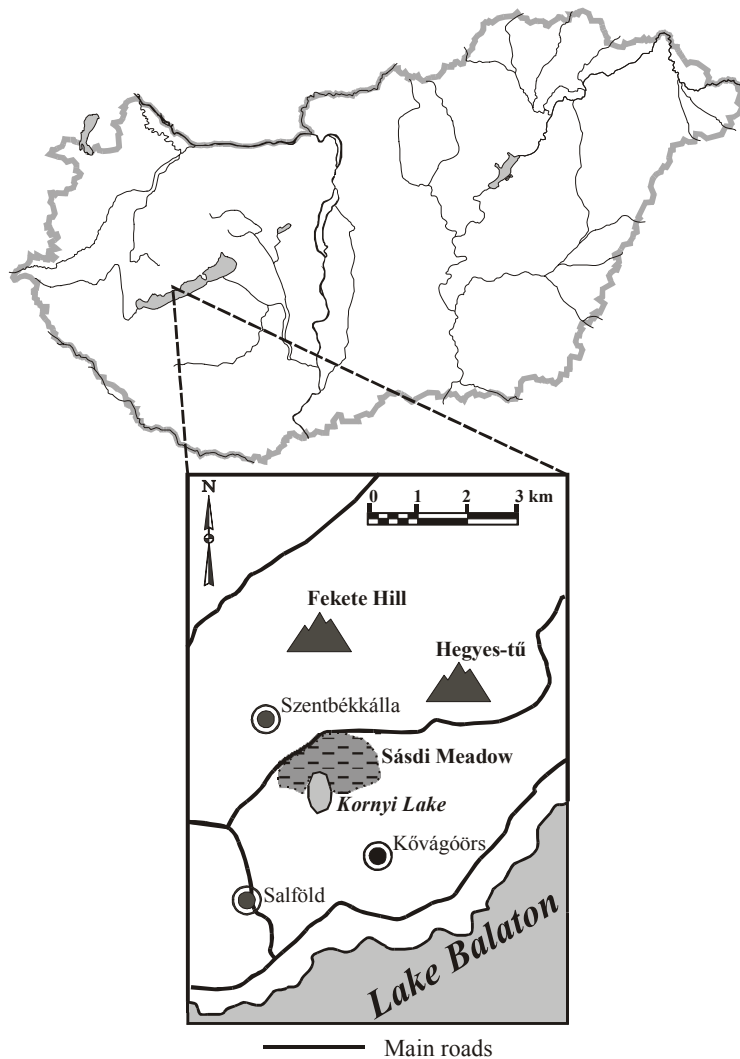 N
0 1 2 3 km
Fekete Hill
Hegyes-tű
Szentbékkálla
Sásdi Meadow
Kornyi Lake
Kővágóörs
Salföld
Lake Balaton
Main roads